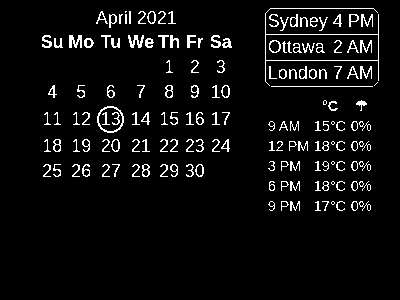 April 2021
Su Mo Tu We Th Fr Sa
1 2 3
4 5 6 7 8 9 10
11 12 13 14 15 16 17
18 19 20 21 22 23 24
25 26 27 28 29 30
Sydney 4 PM
Ottawa 2 AM
London 7 AM
°C
9 AM 15°C 0%
12 PM 18°C 0%
3 PM 19°C 0%
6 PM 18°C 0%
9 PM 17°C 0%